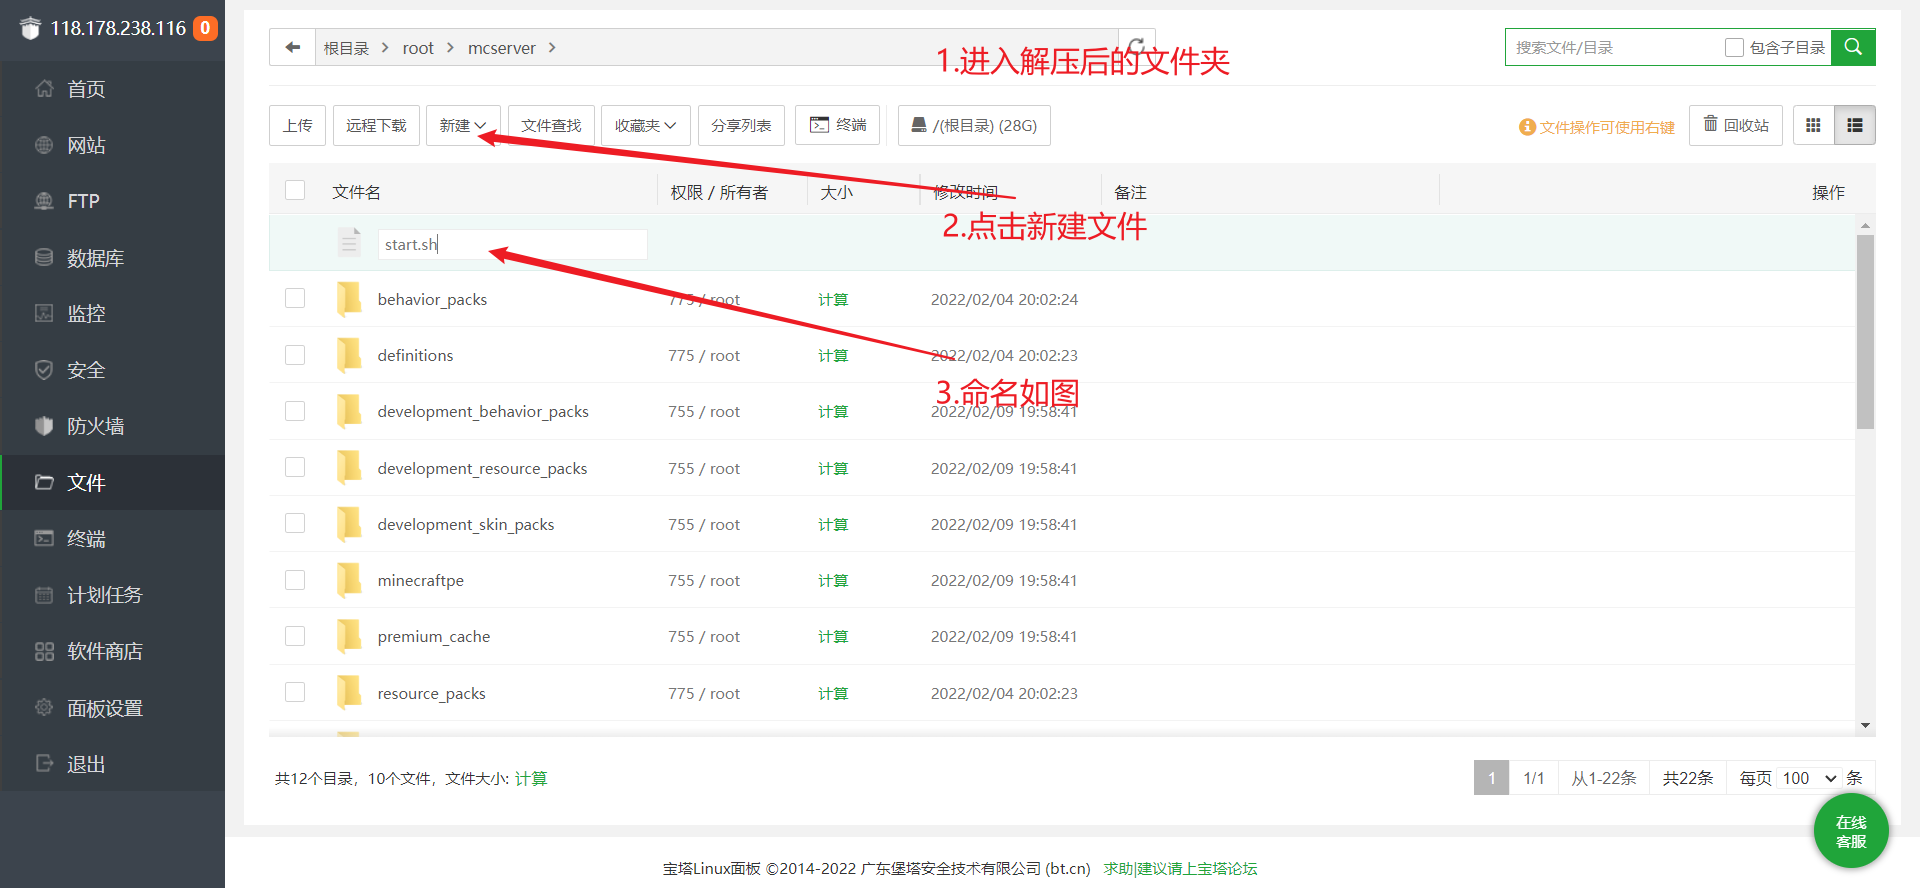 118.178.238.116 0
首页
网站
FTP
数据库
监控
安全
防火墙
文件
终端
计划任务
软件商店
面板设置
退出
根目录 root mcserver
搜索文件/目录 包含子目录
1.进入解压后的文件夹
上传 远程下载 新建 文件查找 收藏夹 分享列表 终端 /(根目录) (28G)
文件操作可使用右键 回收站
文件名 权限 / 所有者 大小 修改时间 备注 操作
2.点击新建文件
start.sh
behavior_packs 775 / root 计算 2022/02/04 20:02:24
definitions 775 / root 计算 2022/02/04 20:02:23
3.命名如图
development_behavior_packs 755 / root 计算 2022/02/09 19:58:41
development_resource_packs 755 / root 计算 2022/02/09 19:58:41
development_skin_packs 755 / root 计算 2022/02/09 19:58:41
minecraftpe 755 / root 计算 2022/02/09 19:58:41
premium_cache 755 / root 计算 2022/02/09 19:58:41
resource_packs 775 / root 计算 2022/02/04 20:02:23
共12个目录，10个文件，文件大小: 计算
1 1/1 从1-22条 共22条 每页 100 条
在线
客服
宝塔Linux面板 ©2014-2022 广东堡塔安全技术有限公司 (bt.cn) 求助|建议请上宝塔论坛